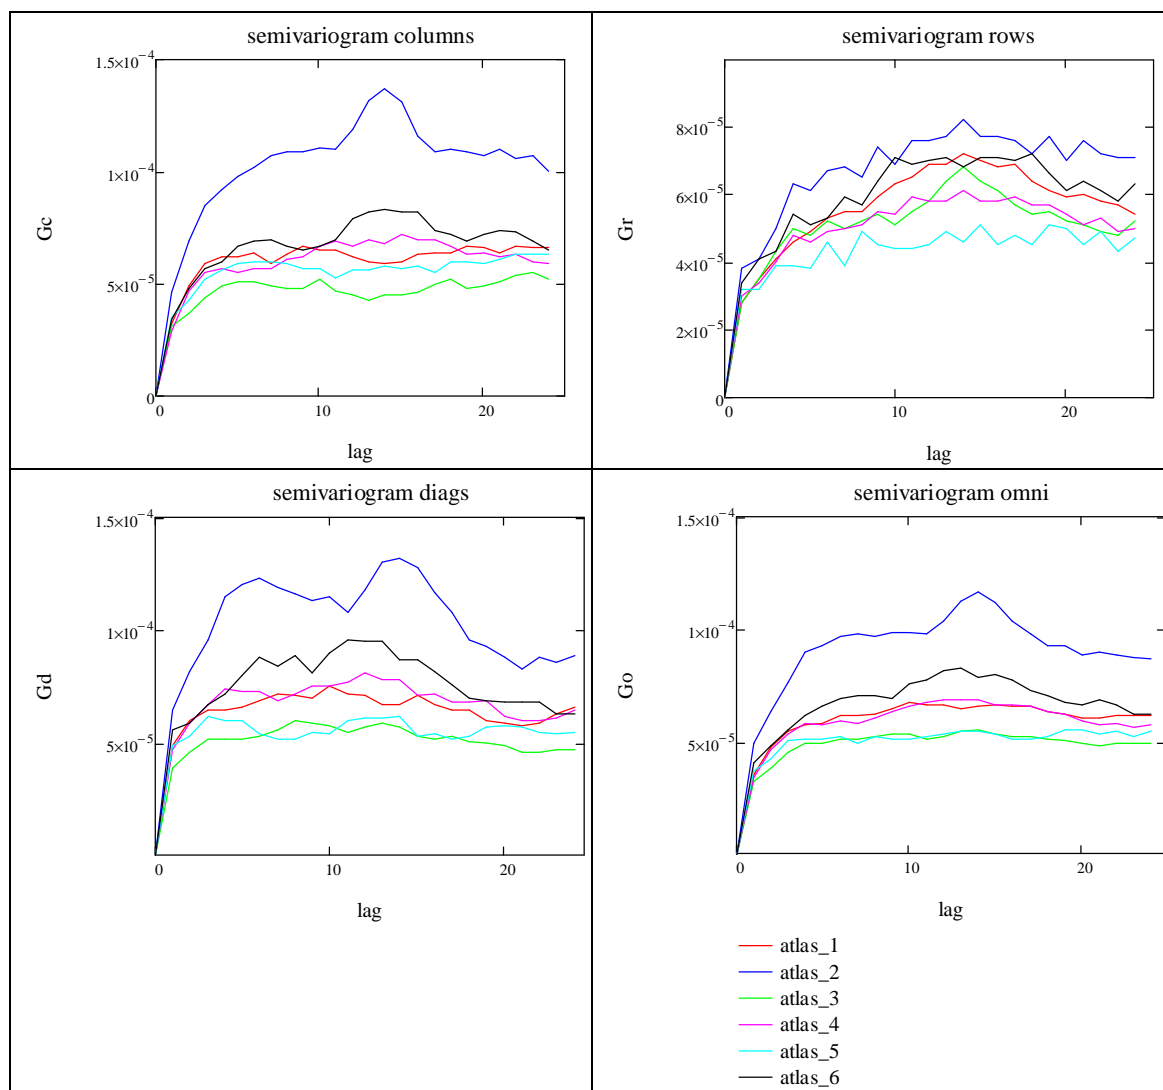 semivariogram columns
1.5×10⁻⁴
1×10⁻⁴
5×10⁻⁵
0
0 10 20
Gc
lag
semivariogram rows
8×10⁻⁵
6×10⁻⁵
4×10⁻⁵
2×10⁻⁵
0
0 10 20
Gr
lag
semivariogram diags
1.5×10⁻⁴
1×10⁻⁴
5×10⁻⁵
0 10 20
Gd
lag
semivariogram omni
1.5×10⁻⁴
1×10⁻⁴
5×10⁻⁵
0 10 20
Go
lag
atlas_1
atlas_2
atlas_3
atlas_4
atlas_5
atlas_6